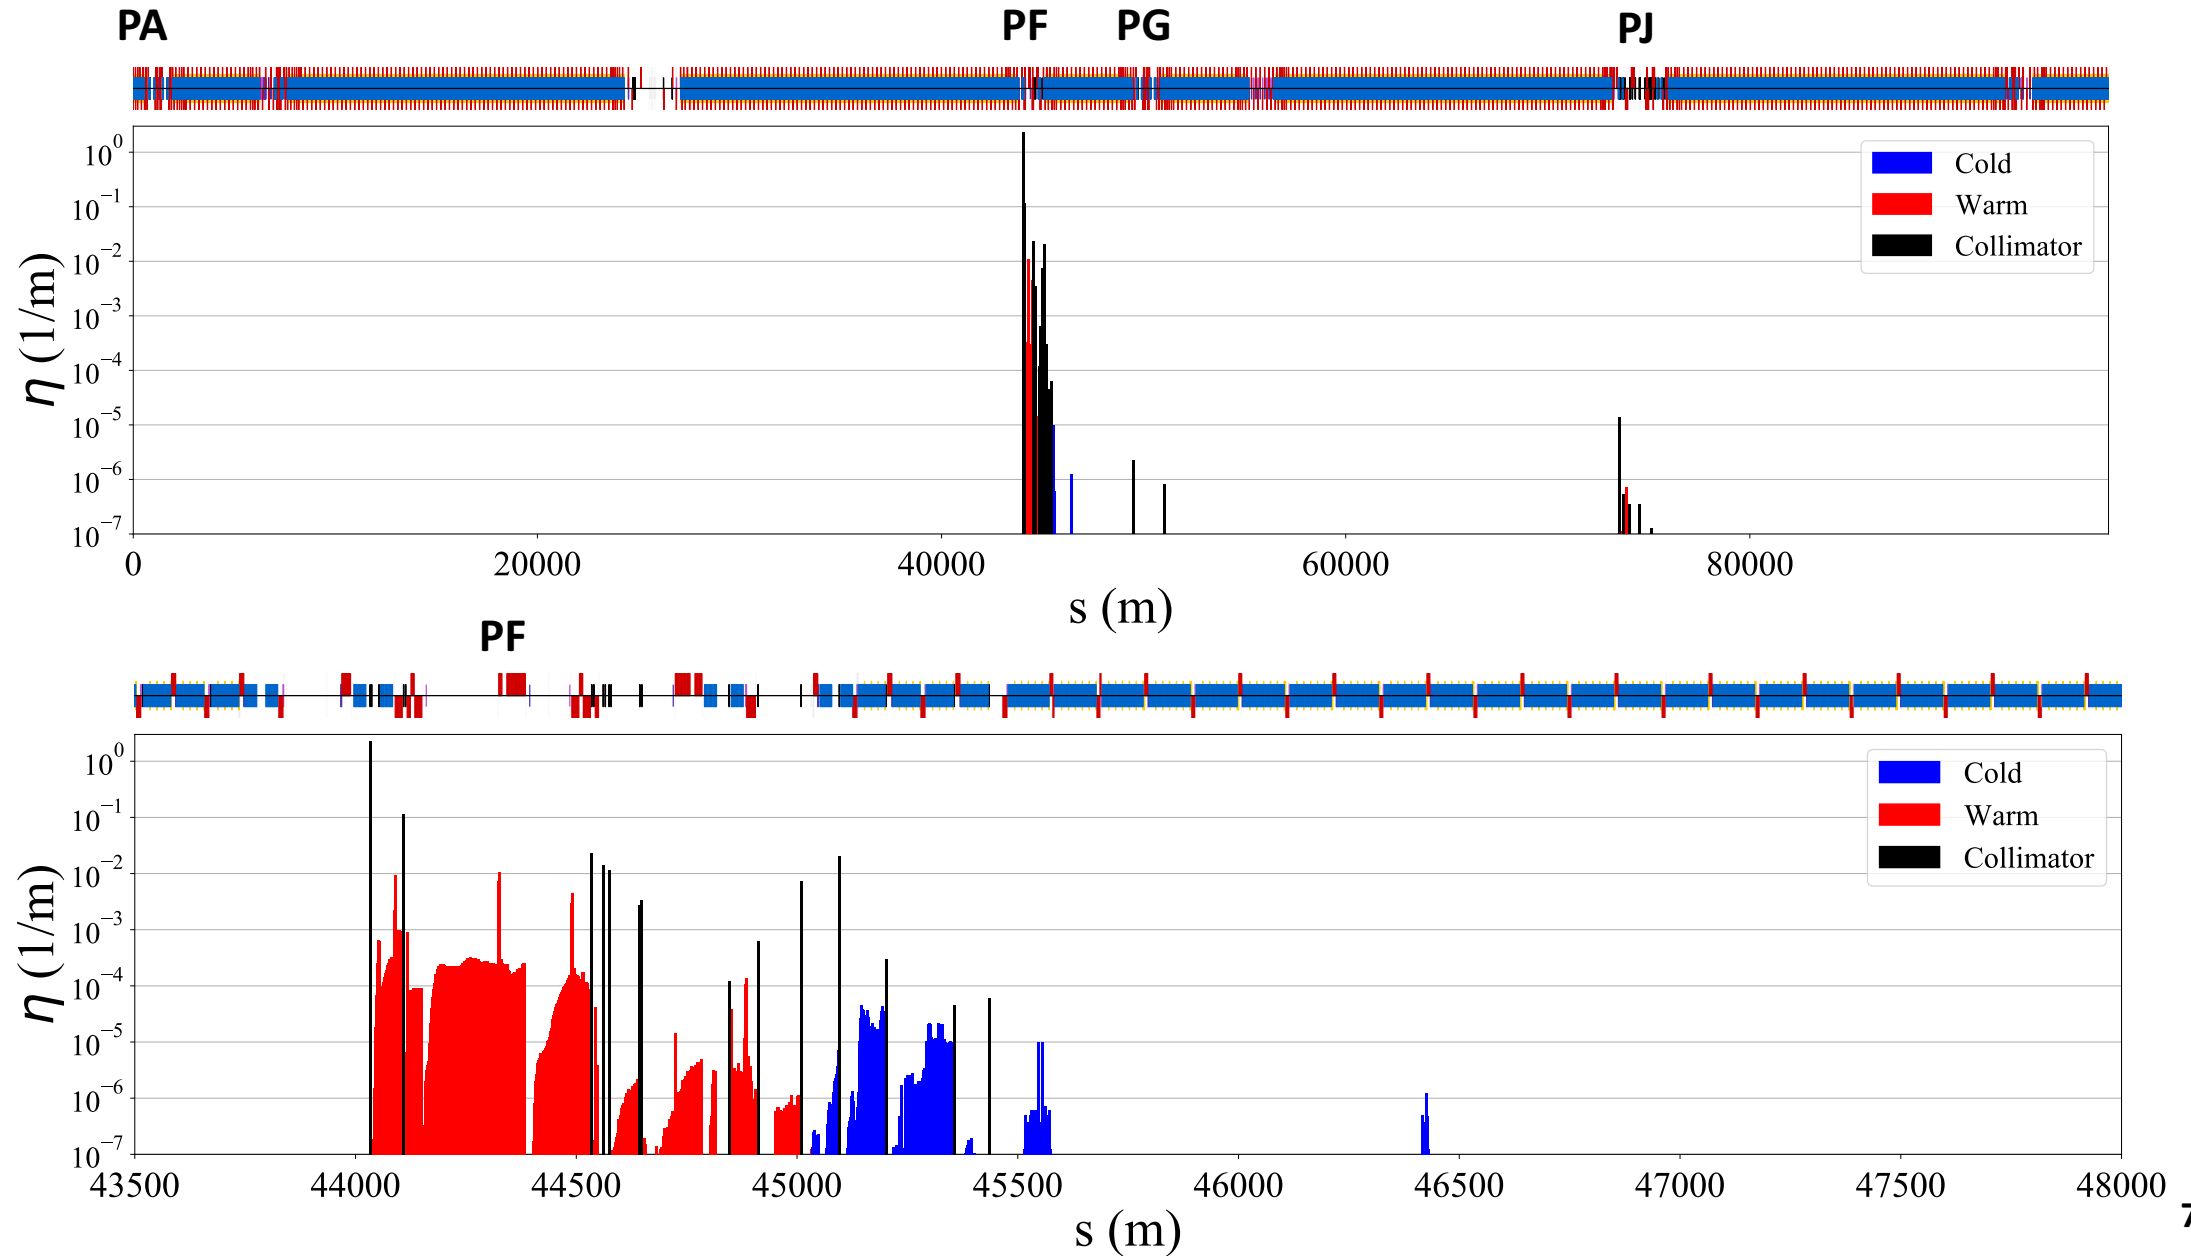 PA PF PG PJ
10^0
10^−1
10^−2
10^−3
10^−4
10^−5
10^−6
10^−7
η (1/m)
Cold
Warm
Collimator
0 20000 40000 60000 80000
s (m)
PF
10^0
10^−1
10^−2
10^−3
10^−4
10^−5
10^−6
10^−7
η (1/m)
Cold
Warm
Collimator
43500 44000 44500 45000 45500 46000 46500 47000 47500 48000
s (m)
7